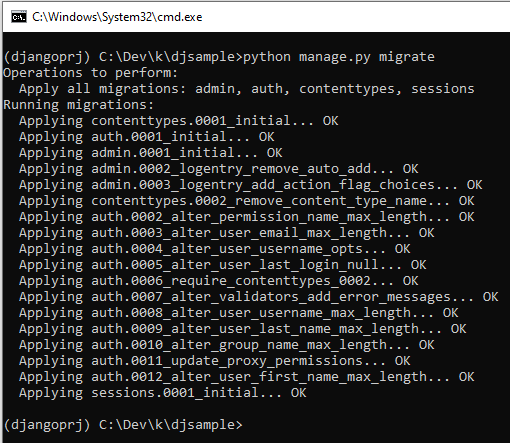 C:\Windows\System32\cmd.exe
(djangoprj) C:\Dev\k\djsample>python manage.py migrate
Operations to perform:
  Apply all migrations: admin, auth, contenttypes, sessions
Running migrations:
  Applying contenttypes.0001_initial... OK
  Applying auth.0001_initial... OK
  Applying admin.0001_initial... OK
  Applying admin.0002_logentry_remove_auto_add... OK
  Applying admin.0003_logentry_add_action_flag_choices... OK
  Applying contenttypes.0002_remove_content_type_name... OK
  Applying auth.0002_alter_permission_name_max_length... OK
  Applying auth.0003_alter_user_email_max_length... OK
  Applying auth.0004_alter_user_username_opts... OK
  Applying auth.0005_alter_user_last_login_null... OK
  Applying auth.0006_require_contenttypes_0002... OK
  Applying auth.0007_alter_validators_add_error_messages... OK
  Applying auth.0008_alter_user_username_max_length... OK
  Applying auth.0009_alter_user_last_name_max_length... OK
  Applying auth.0010_alter_group_name_max_length... OK
  Applying auth.0011_update_proxy_permissions... OK
  Applying auth.0012_alter_user_first_name_max_length... OK
  Applying sessions.0001_initial... OK
(djangoprj) C:\Dev\k\djsample>